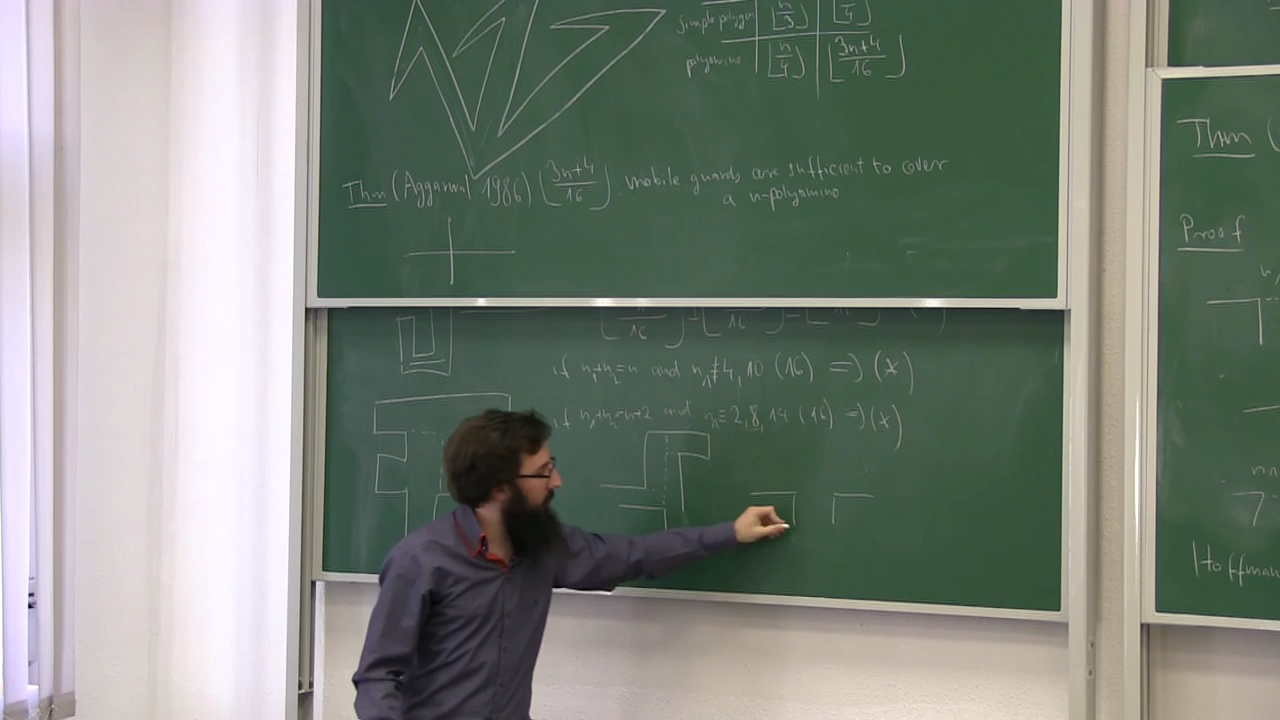 simple polygon ⌊n/3⌋ ⌊n/4⌋
polyomino ⌊n/4⌋ ⌊3n+4/16⌋
Thm (Aggarwal 1986) ⌊3n+4/16⌋ mobile guards are sufficient to cover
a n-polyomino
if n₁+n₂=n and n₁≢4,10 (16) => (*)
if n₁+n₂=n+2 and n₁≡2,8,14 (16) => (*)
Thm (
Proof
Hoffman